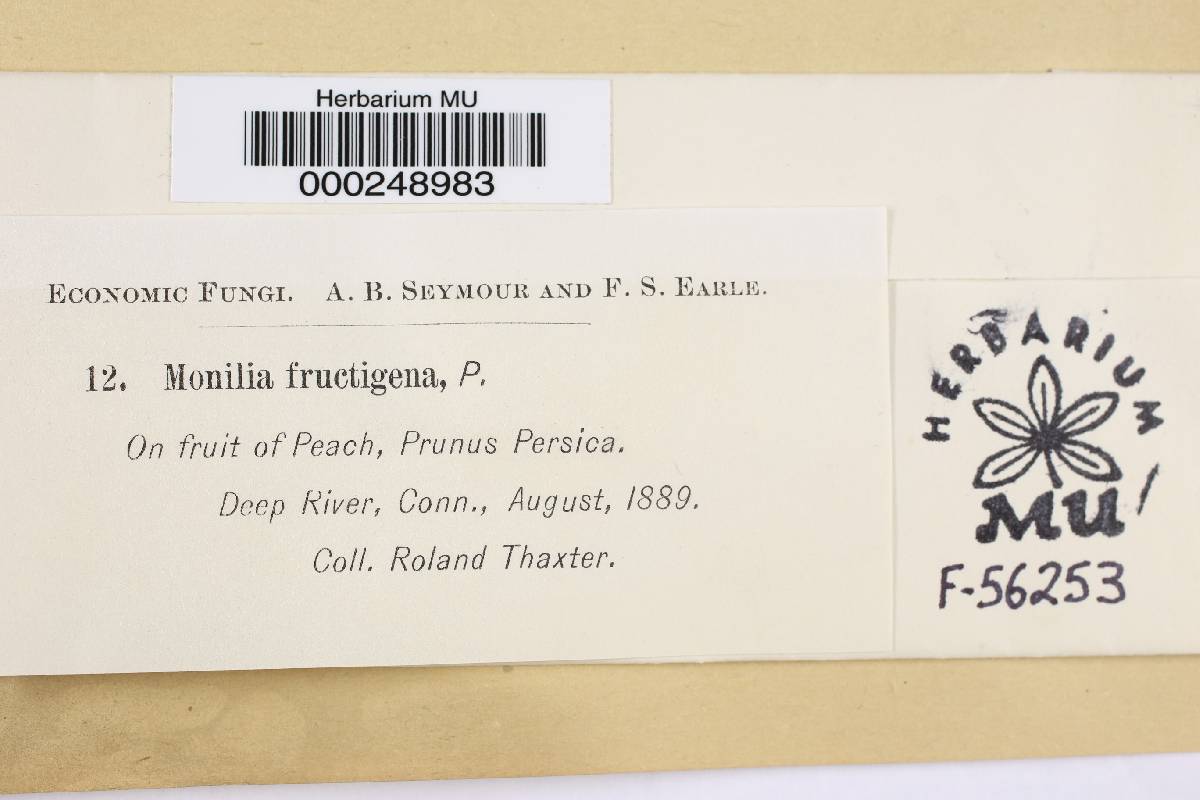 Herbarium MU
000248983
ECONOMIC FUNGI. A. B. SEYMOUR AND F. S. EARLE.
12. Monilia fructigena, P.
On fruit of Peach, Prunus Persica.
Deep River, Conn., August, 1889.
Coll. Roland Thaxter.
HERBARIUM
MU
F-56253